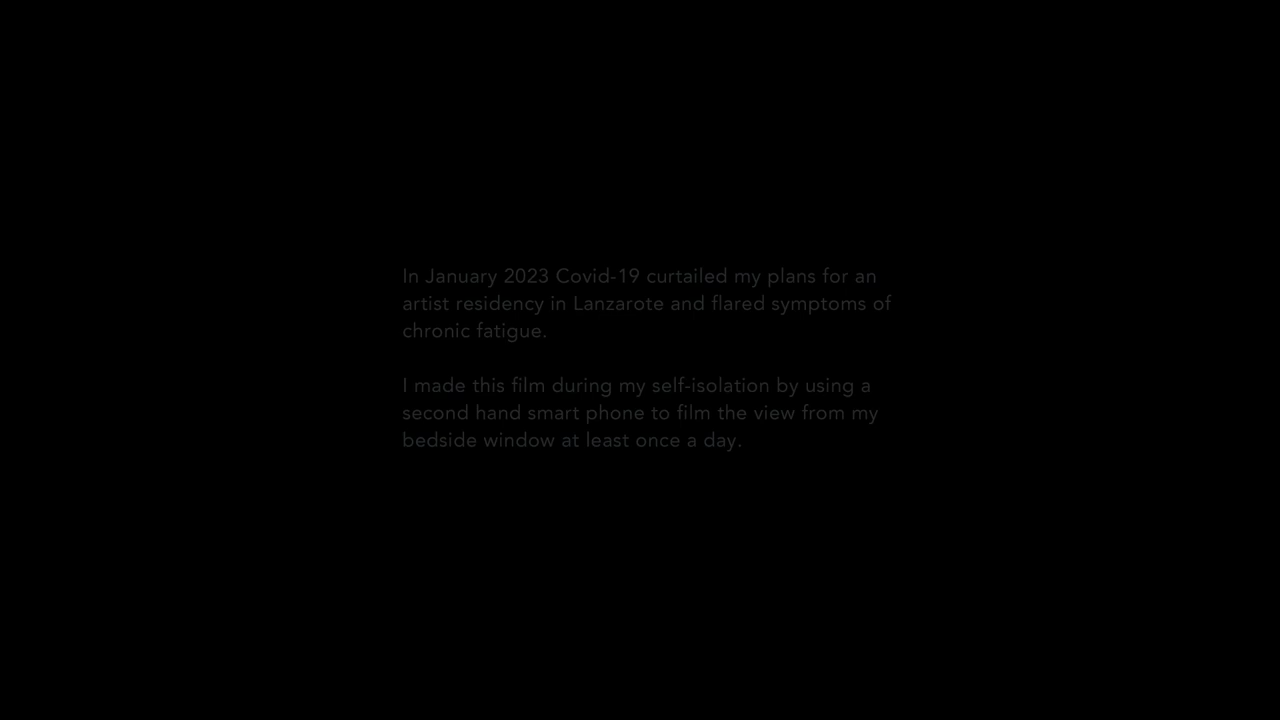 In January 2023 Covid-19 curtailed my plans for an
artist residency in Lanzarote and flared symptoms of
chronic fatigue.
I made this film during my self-isolation by using a
second hand smart phone to film the view from my
bedside window at least once a day.